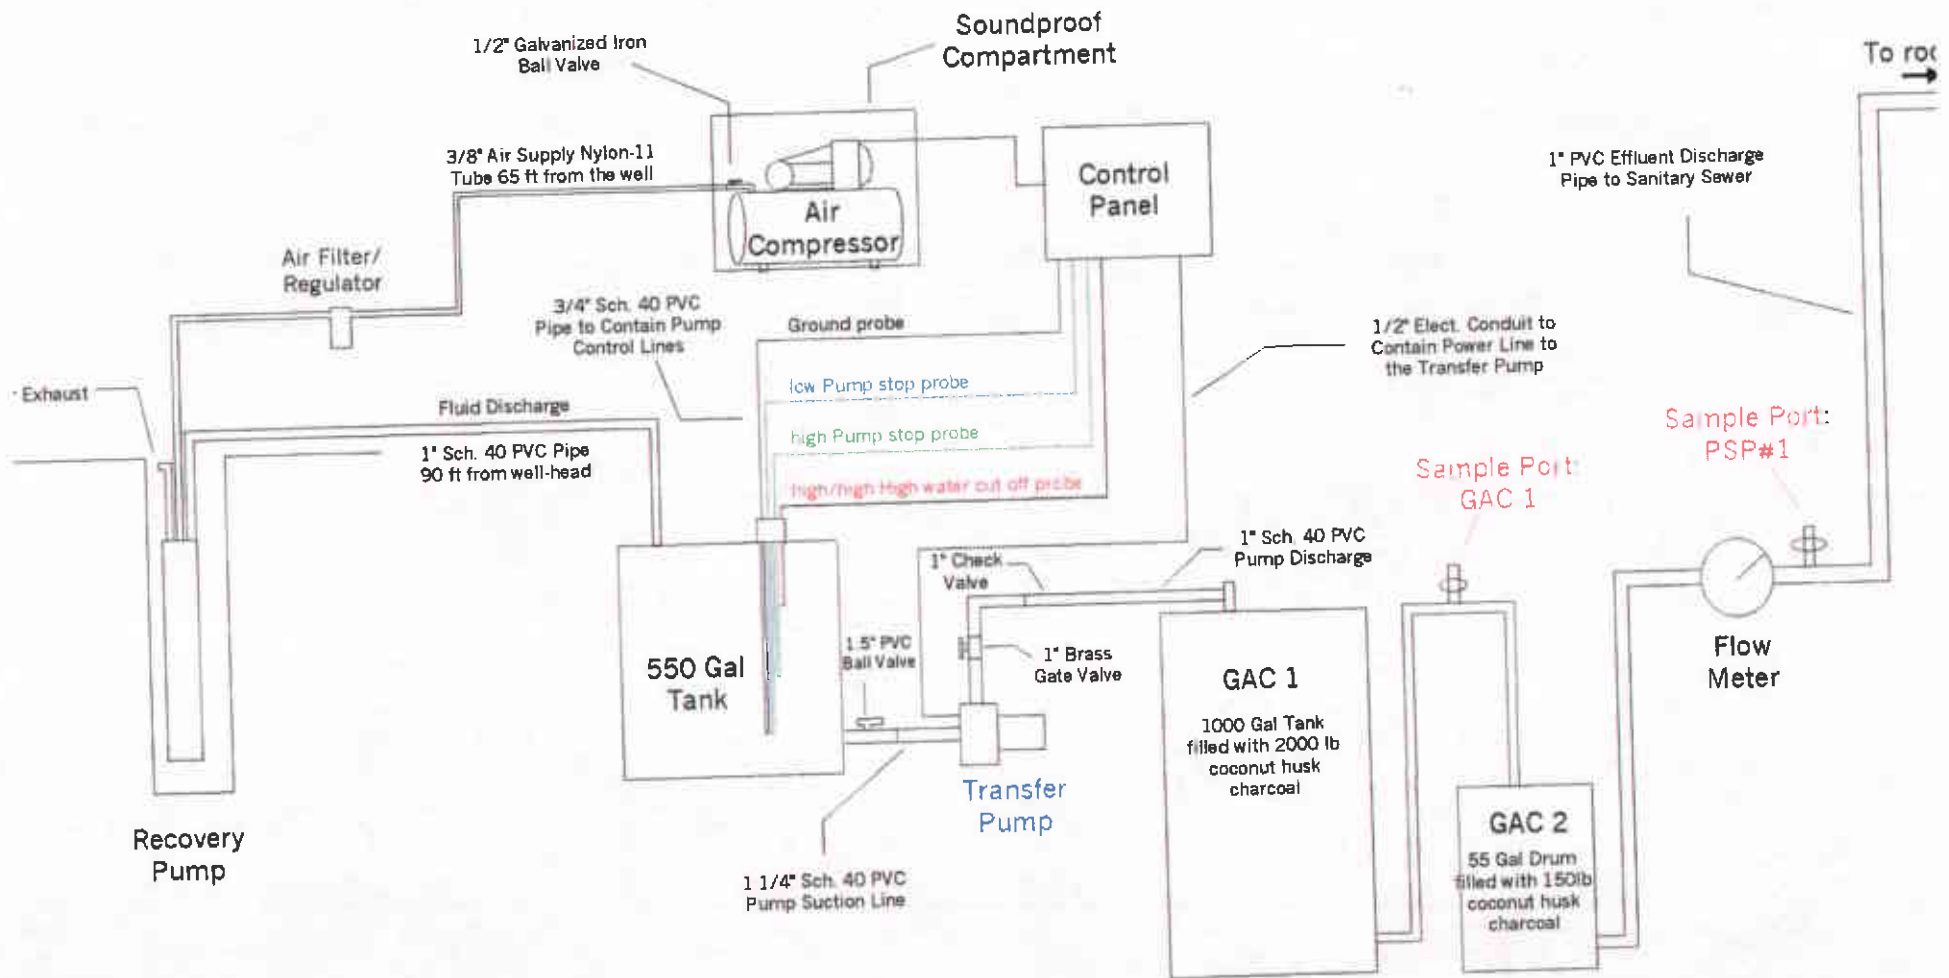 Soundproof
Compartment
1/2" Galvanized Iron
Ball Valve
To
3/8" Air Supply Nylon-11
Tube 65 ft from the well
Air
Compressor
Control
Panel
1" PVC Effluent Discharge
Pipe to Sanitary Sewer
Air Filter/
Regulator
3/4" Sch. 40 PVC
Pipe to Contain Pump
Control Lines
Ground probe
1/2" Elect. Conduit to
Contain Power Line to
the Transfer Pump
Exhaust
low Pump stop probe
Fluid Discharge
1" Sch. 40 PVC Pipe
90 ft from well-head
high Pump stop probe
high/high High water cut off probe
Sample Port:
PSP#1
Sample Port:
GAC 1
1" Check
Valve
1" Sch. 40 PVC
Pump Discharge
550 Gal
Tank
1.5" PVC
Ball Valve
1" Brass
Gate Valve
GAC 1
1000 Gal Tank
filled with 2000 lb
coconut husk
charcoal
Flow
Meter
Transfer
Pump
Recovery
Pump
1 1/4" Sch. 40 PVC
Pump Suction Line
GAC 2
55 Gal Drum
filled with 150lb
coconut husk
charcoal